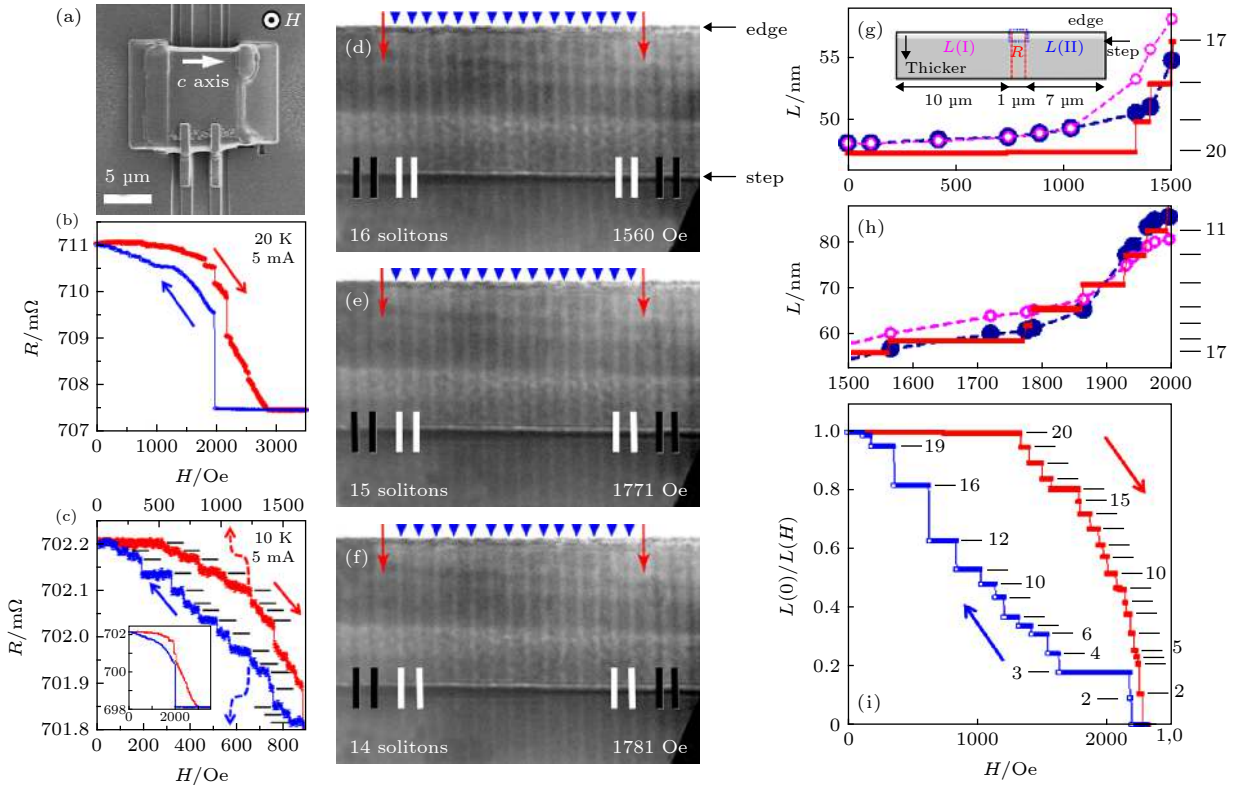 (a)
H
c axis
5 μm
(b)
20 K
5 mA
711
710
709
708
707
R/mΩ
0 1000 2000 3000
H/Oe
0 500 1000 1500
(c)
10 K
5 mA
702.2
702.1
702.0
701.9
701.8
R/mΩ
702
700
698
0 2000
0 200 400 600 800
H/Oe
(d)
edge
step
16 solitons 1560 Oe
(e)
15 solitons 1771 Oe
(f)
14 solitons 1781 Oe
(g)
edge
L(I) R L(II)
step
Thicker
10 μm 1 μm 7 μm
55
50
L/nm
17
20
0 500 1000 1500
(h)
80
70
60
L/nm
11
17
1500 1600 1700 1800 1900 2000
1.0
0.8
0.6
0.4
0.2
0
L(0)/L(H)
20
19
16
15
12
10
10
6
5
4
3
2
2
1,0
(i)
0 1000 2000
H/Oe